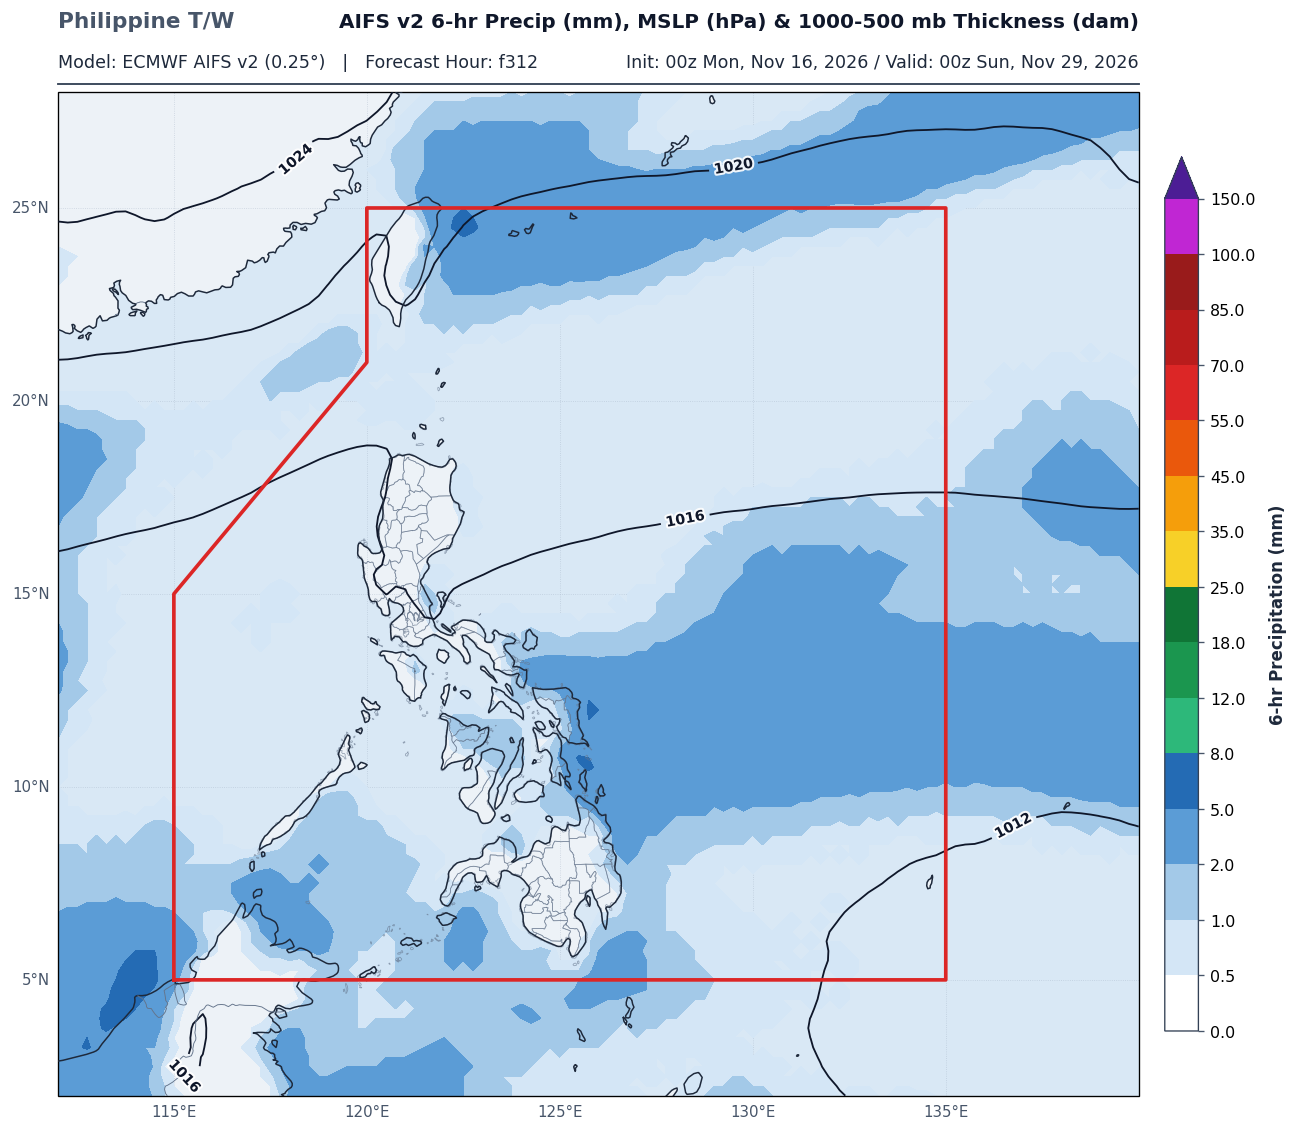 Philippine T/W
AIFS v2 6-hr Precip (mm), MSLP (hPa) & 1000-500 mb Thickness (dam)
Model: ECMWF AIFS v2 (0.25°) | Forecast Hour: f312
Init: 00z Mon, Nov 16, 2026 / Valid: 00z Sun, Nov 29, 2026
1024
1020
1016
1012
1016
25°N
20°N
15°N
10°N
5°N
115°E
120°E
125°E
130°E
135°E
150.0
100.0
85.0
70.0
55.0
45.0
35.0
25.0
18.0
12.0
8.0
5.0
2.0
1.0
0.5
0.0
6-hr Precipitation (mm)